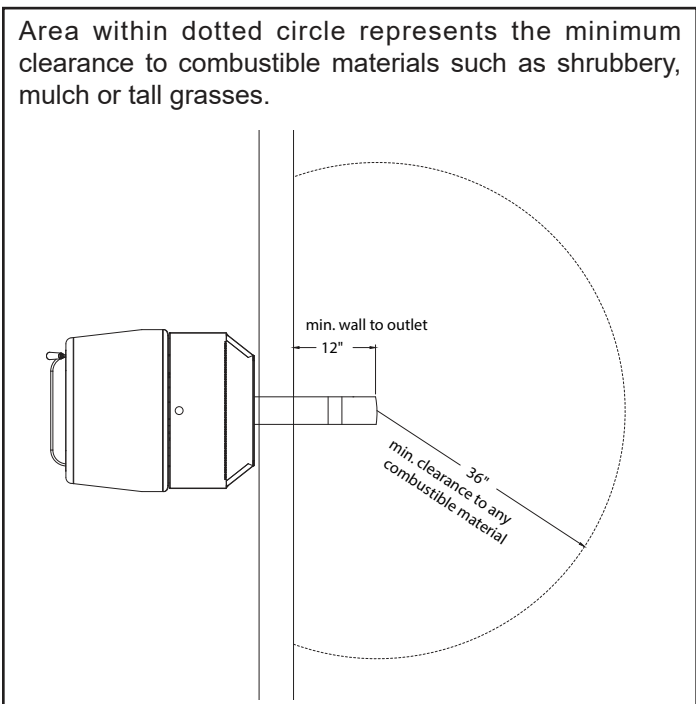 Area within dotted circle represents the minimum
clearance to combustible materials such as shrubbery,
mulch or tall grasses.
min. wall to outlet
12"
36"
min. clearance to any
combustible material